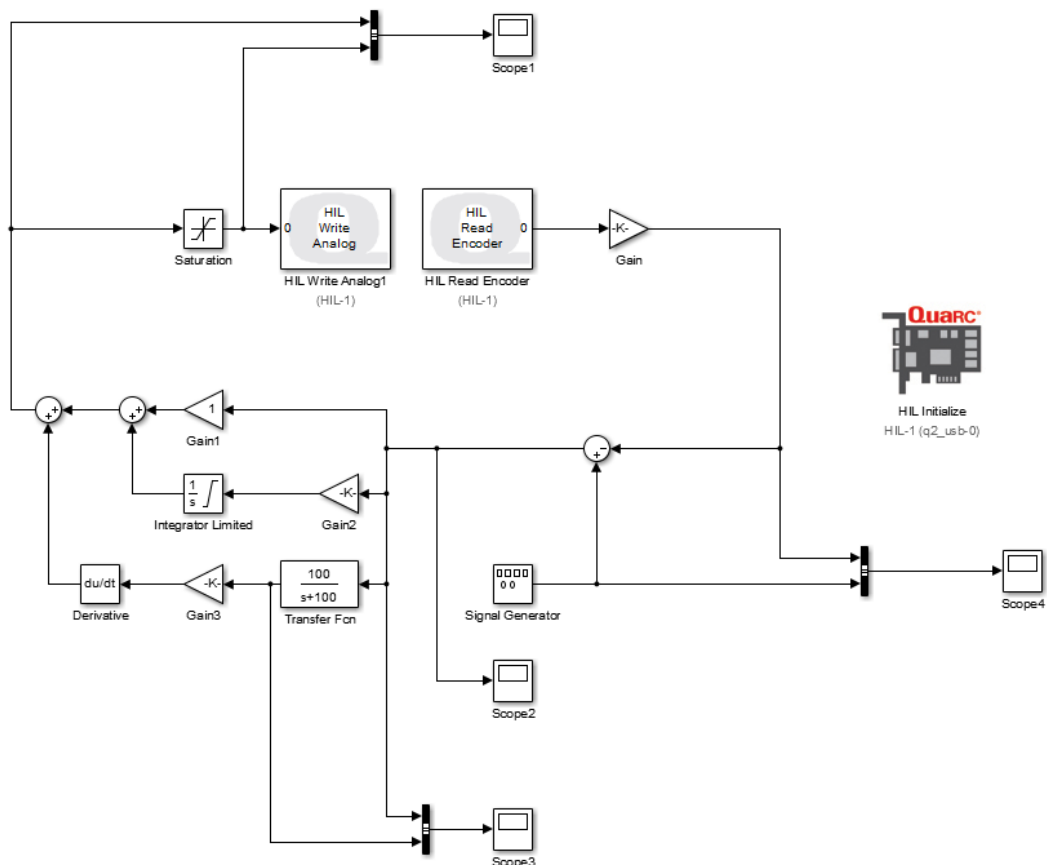 Scope1
HIL
Write
Analog
0
Saturation
HIL Write Analog1
(HIL-1)
HIL
Read
Encoder
0
HIL Read Encoder
(HIL-1)
-K-
Gain
QUARC®
HIL Initialize
HIL-1 (q2_usb-0)
+
+
+
+
1
Gain1
−
+
1
s
Integrator Limited
-K-
Gain2
du/dt
Derivative
-K-
Gain3
100
s+100
Transfer Fcn
Signal Generator
Scope4
Scope2
Scope3